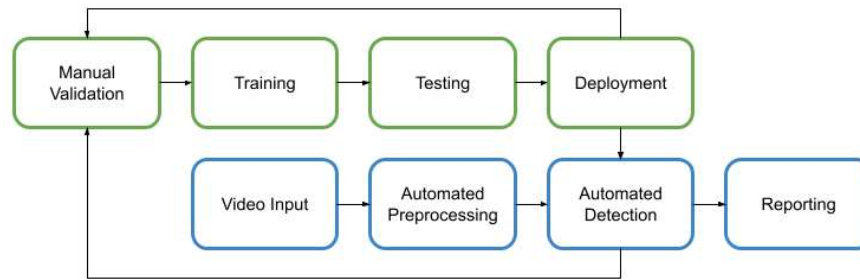 Manual
Validation
Training
Testing
Deployment
Video Input
Automated
Preprocessing
Automated
Detection
Reporting